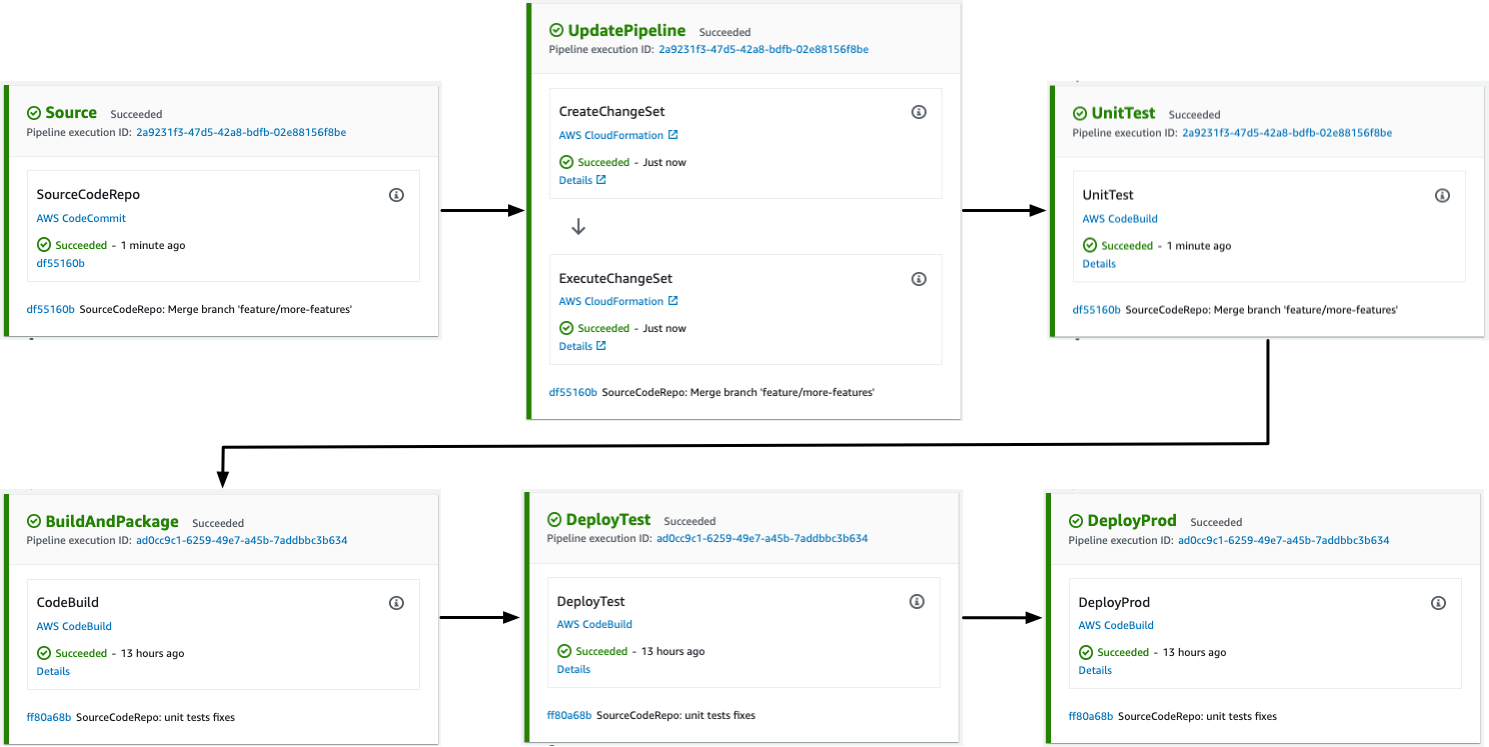 Source Succeeded
Pipeline execution ID: 2a9231f3-47d5-42a8-bdfb-02e88156f8be
SourceCodeRepo
AWS CodeCommit
Succeeded - 1 minute ago
df55160b
df55160b SourceCodeRepo: Merge branch 'feature/more-features'
UpdatePipeline Succeeded
Pipeline execution ID: 2a9231f3-47d5-42a8-bdfb-02e88156f8be
CreateChangeSet
AWS CloudFormation
Succeeded - Just now
Details
ExecuteChangeSet
AWS CloudFormation
Succeeded - Just now
Details
df55160b SourceCodeRepo: Merge branch 'feature/more-features'
UnitTest Succeeded
Pipeline execution ID: 2a9231f3-47d5-42a8-bdfb-02e88156f8be
UnitTest
AWS CodeBuild
Succeeded - 1 minute ago
Details
df55160b SourceCodeRepo: Merge branch 'feature/more-features'
BuildAndPackage Succeeded
Pipeline execution ID: ad0cc9c1-6259-49e7-a45b-7addbbc3b634
CodeBuild
AWS CodeBuild
Succeeded - 13 hours ago
Details
ff80a68b SourceCodeRepo: unit tests fixes
DeployTest Succeeded
Pipeline execution ID: ad0cc9c1-6259-49e7-a45b-7addbbc3b634
DeployTest
AWS CodeBuild
Succeeded - 13 hours ago
Details
ff80a68b SourceCodeRepo: unit tests fixes
DeployProd Succeeded
Pipeline execution ID: ad0cc9c1-6259-49e7-a45b-7addbbc3b634
DeployProd
AWS CodeBuild
Succeeded - 13 hours ago
Details
ff80a68b SourceCodeRepo: unit tests fixes